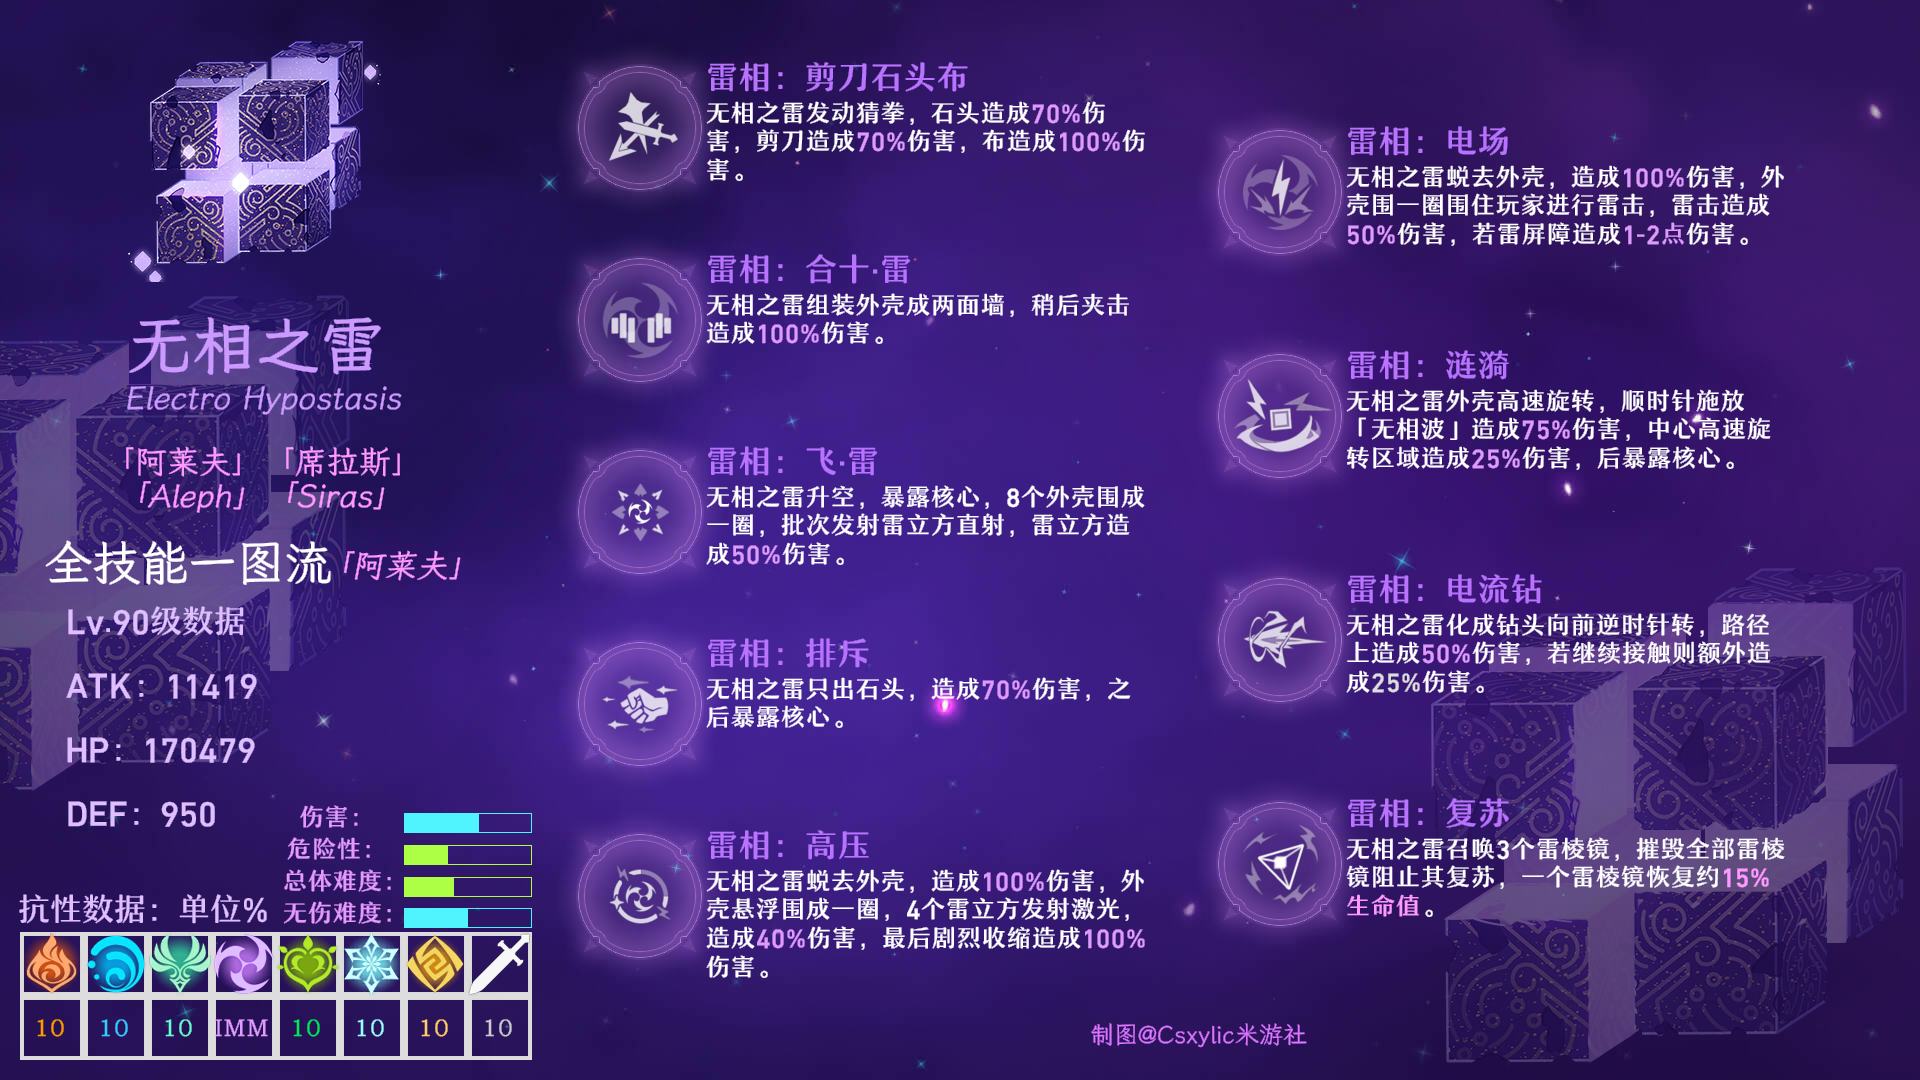 无相之雷
Electro Hypostasis
「阿莱夫」 「席拉斯」
「Aleph」 「Siras」
全技能一图流「阿莱夫」
Lv.90级数据
ATK：11419
HP：170479
DEF：950
伤害：
危险性：
总体难度：
无伤难度：
抗性数据：单位%
10 10 10 IMM 10 10 10 10
雷相：剪刀石头布
无相之雷发动猜拳，石头造成70%伤
害，剪刀造成70%伤害，布造成100%伤
害。
雷相：合十·雷
无相之雷组装外壳成两面墙，稍后夹击
造成100%伤害。
雷相：飞·雷
无相之雷升空，暴露核心，8个外壳围成
一圈，批次发射雷立方直射，雷立方造
成50%伤害。
雷相：排斥
无相之雷只出石头，造成70%伤害，之
后暴露核心。
雷相：高压
无相之雷蜕去外壳，造成100%伤害，外
壳悬浮围成一圈，4个雷立方发射激光，
造成40%伤害，最后剧烈收缩造成100%
伤害。
雷相：电场
无相之雷蜕去外壳，造成100%伤害，外
壳围一圈围住玩家进行雷击，雷击造成
50%伤害，若雷屏障造成1-2点伤害。
雷相：涟漪
无相之雷外壳高速旋转，顺时针施放
「无相波」造成75%伤害，中心高速旋
转区域造成25%伤害，后暴露核心。
雷相：电流钻
无相之雷化成钻头向前逆时针转，路径
上造成50%伤害，若继续接触则额外造
成25%伤害。
雷相：复苏
无相之雷召唤3个雷棱镜，摧毁全部雷棱
镜阻止其复苏，一个雷棱镜恢复约15%
生命值。
制图@Csxylic米游社